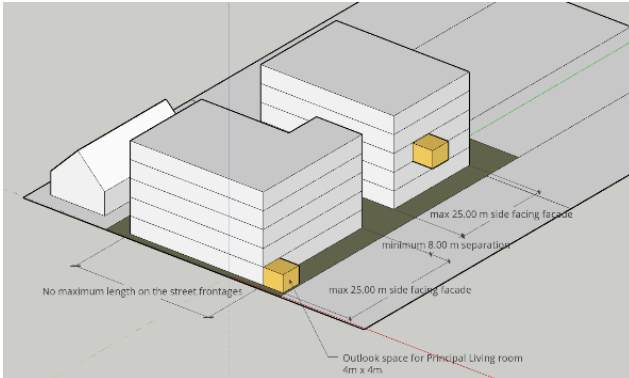 max 25.00 m side facing facade
minimum 8.00 m separation
No maximum length on the street frontages
max 25.00 m side facing facade
Outlook space for Principal Living room
4m x 4m